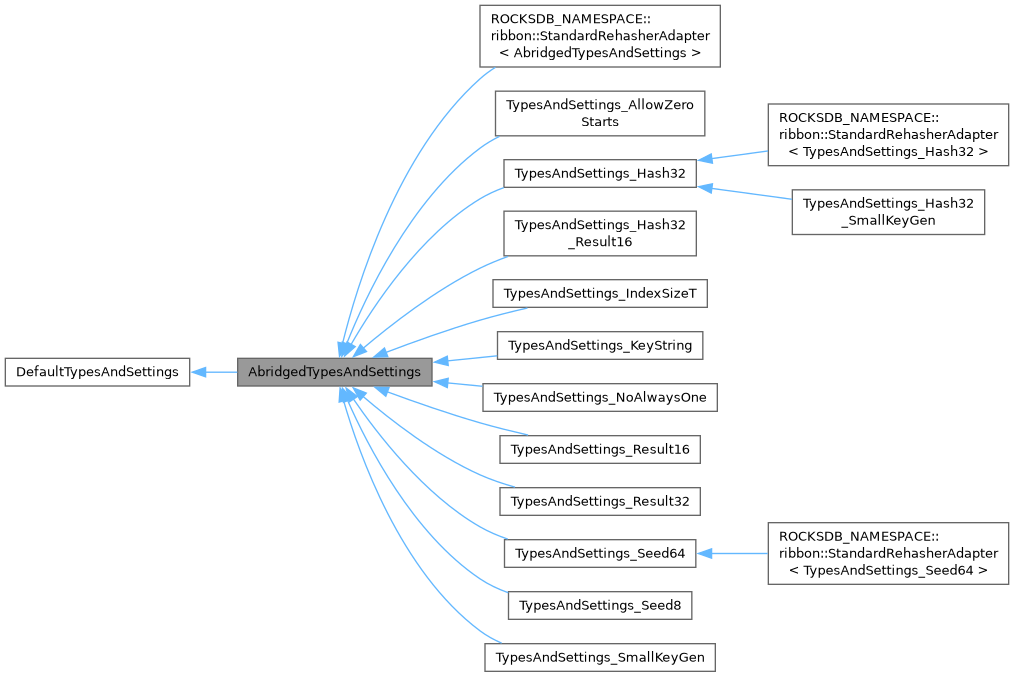 ROCKSDB_NAMESPACE::
ribbon::StandardRehasherAdapter
< AbridgedTypesAndSettings >
TypesAndSettings_AllowZero
Starts
TypesAndSettings_Hash32
ROCKSDB_NAMESPACE::
ribbon::StandardRehasherAdapter
< TypesAndSettings_Hash32 >
TypesAndSettings_Hash32
_SmallKeyGen
TypesAndSettings_Hash32
_Result16
TypesAndSettings_IndexSizeT
TypesAndSettings_KeyString
DefaultTypesAndSettings
AbridgedTypesAndSettings
TypesAndSettings_NoAlwaysOne
TypesAndSettings_Result16
TypesAndSettings_Result32
TypesAndSettings_Seed64
ROCKSDB_NAMESPACE::
ribbon::StandardRehasherAdapter
< TypesAndSettings_Seed64 >
TypesAndSettings_Seed8
TypesAndSettings_SmallKeyGen